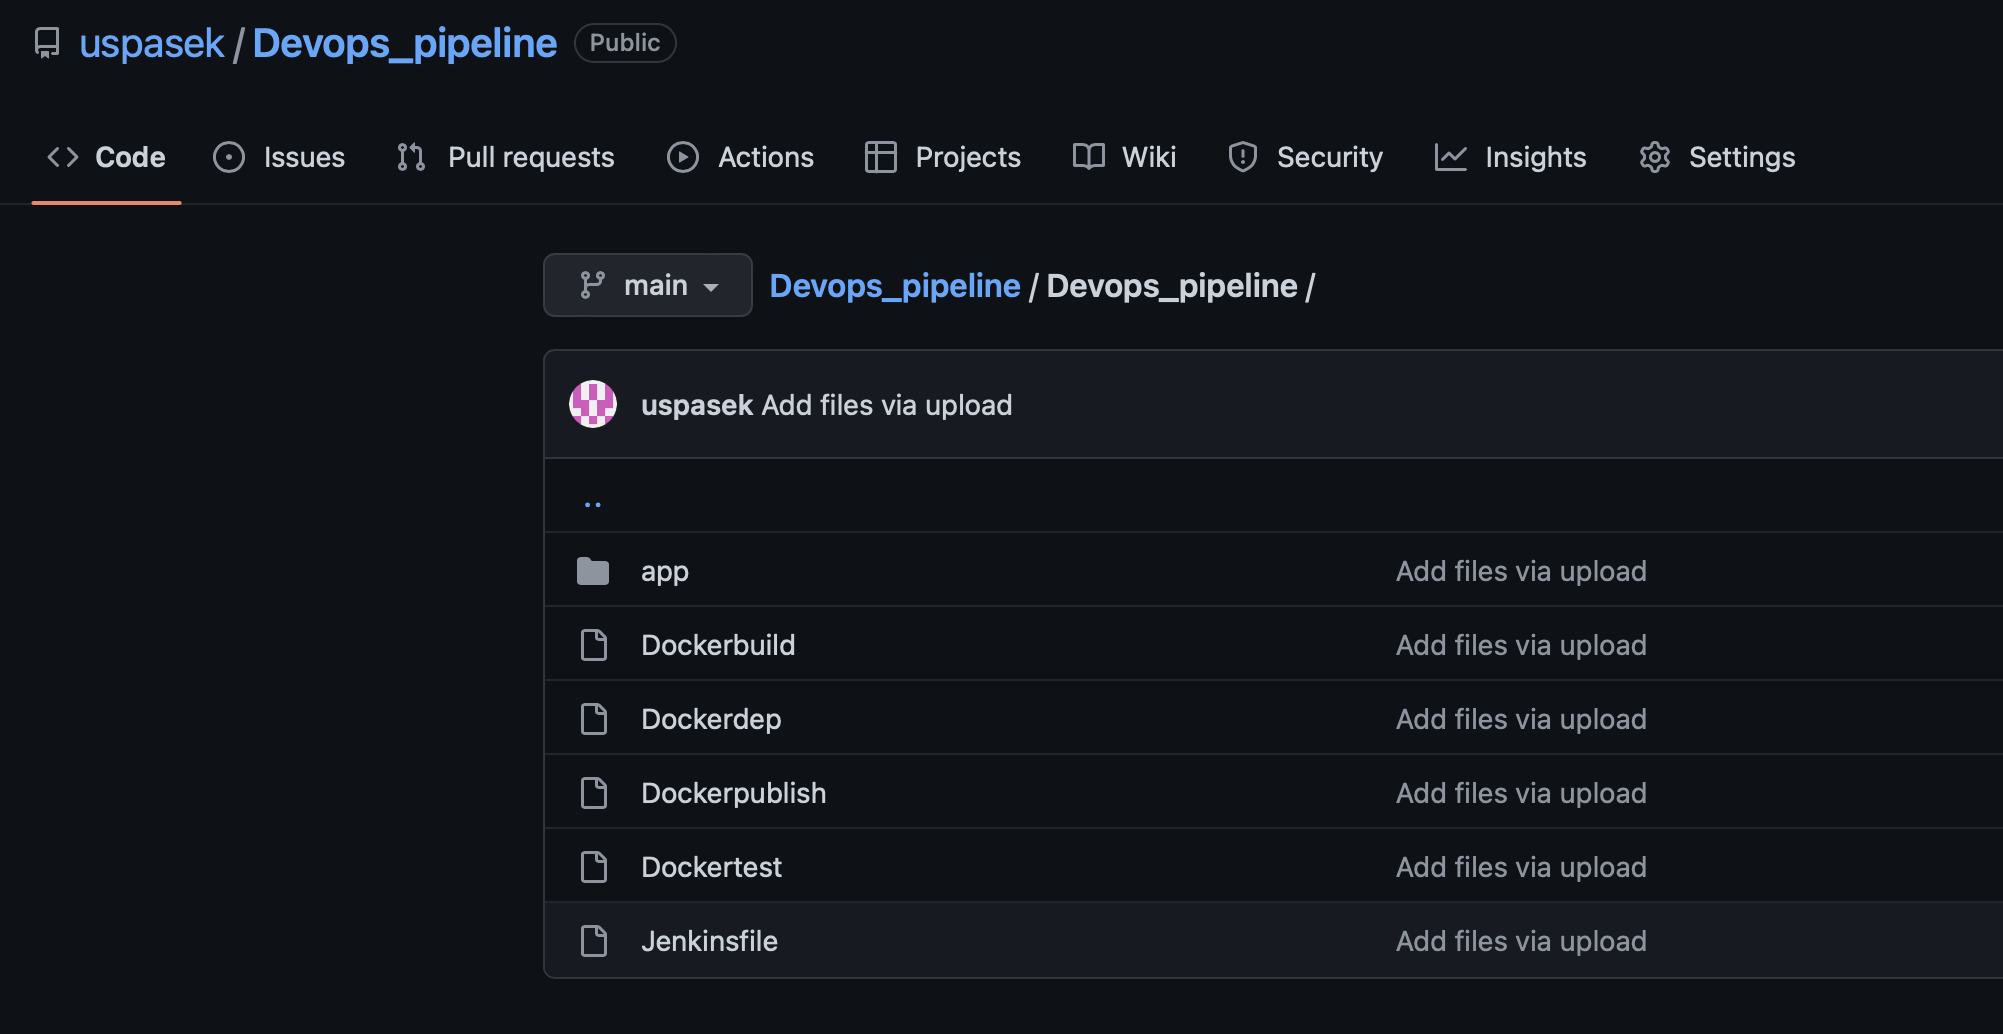 uspasek / Devops_pipeline Public
Code Issues Pull requests Actions Projects Wiki Security Insights Settings
main Devops_pipeline / Devops_pipeline /
uspasek Add files via upload
..
app Add files via upload
Dockerbuild Add files via upload
Dockerdep Add files via upload
Dockerpublish Add files via upload
Dockertest Add files via upload
Jenkinsfile Add files via upload